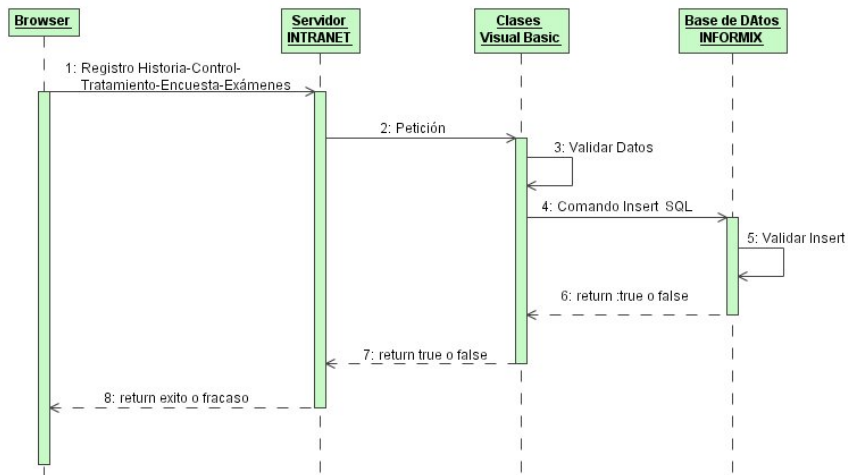 Browser
Servidor
INTRANET
Clases
Visual Basic
Base de DAtos
INFORMIX
1: Registro Historia-Control-
Tratamiento-Encuesta-Exámenes
2: Petición
3: Validar Datos
4: Comando Insert SQL
5: Validar Insert
6: return :true o false
7: return true o false
8: return exito o fracaso